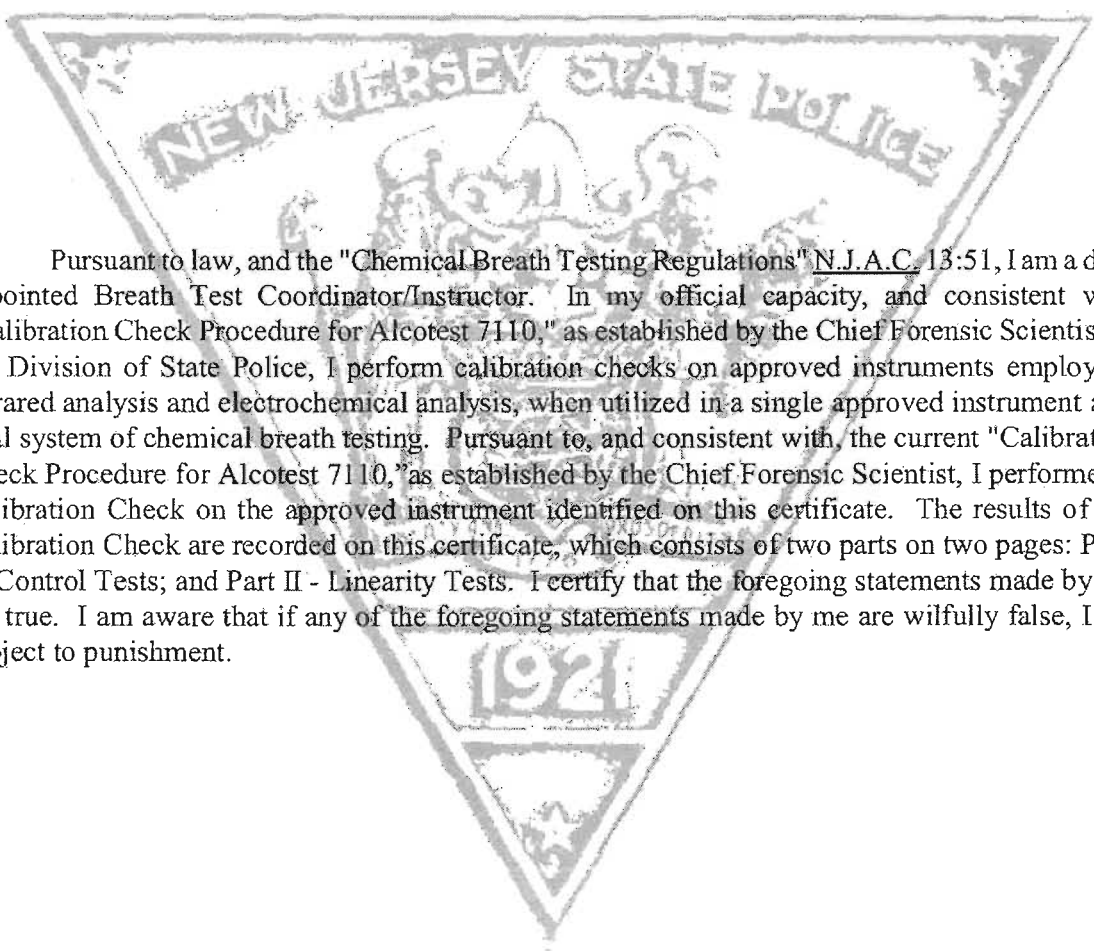 NEW JERSEY STATE POLICE
Pursuant to law, and the "Chemical Breath Testing Regulations" N.J.A.C. 13:51, I am a d
pointed Breath Test Coordinator/Instructor. In my official capacity, and consistent
alibration Check Procedure for Alcotest 7110," as established by the Chief Forensic Scientis
Division of State Police, I perform calibration checks on approved instruments employ
rared analysis and electrochemical analysis, when utilized in a single approved instrument
al system of chemical breath testing. Pursuant to, and consistent with, the current "Calibrat
eck Procedure for Alcotest 7110," as established by the Chief Forensic Scientist, I performe
libration Check on the approved instrument identified on this certificate. The results of
libration Check are recorded on this certificate, which consists of two parts on two pages: P
Control Tests; and Part II - Linearity Tests. I certify that the foregoing statements made by
true. I am aware that if any of the foregoing statements made by me are wilfully false, I
ject to punishment.
1921